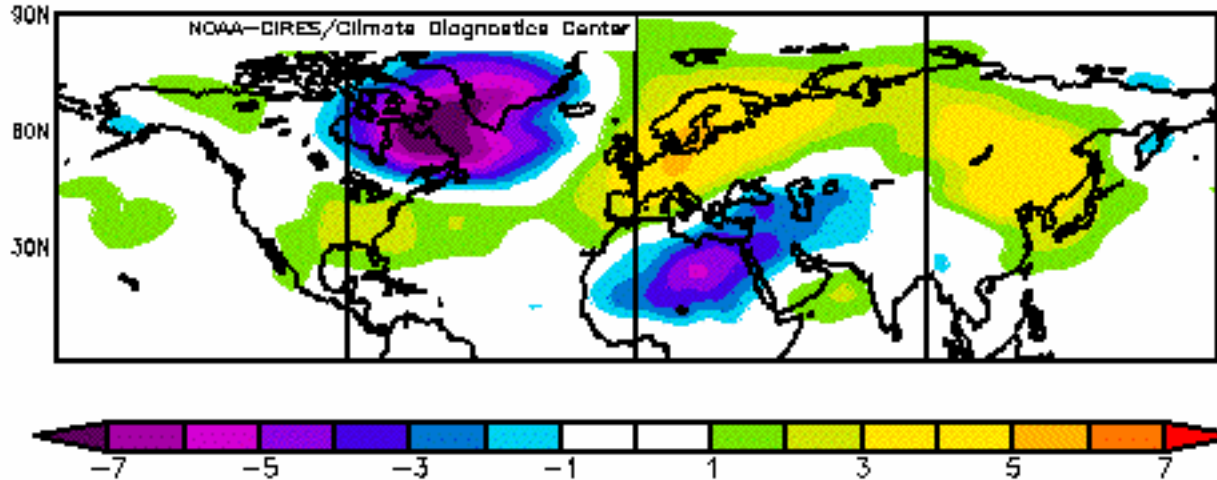 90N
NOAA-CIRES/Climate Diagnostics Center
60N
30N
-7 -5 -3 -1 1 3 5 7